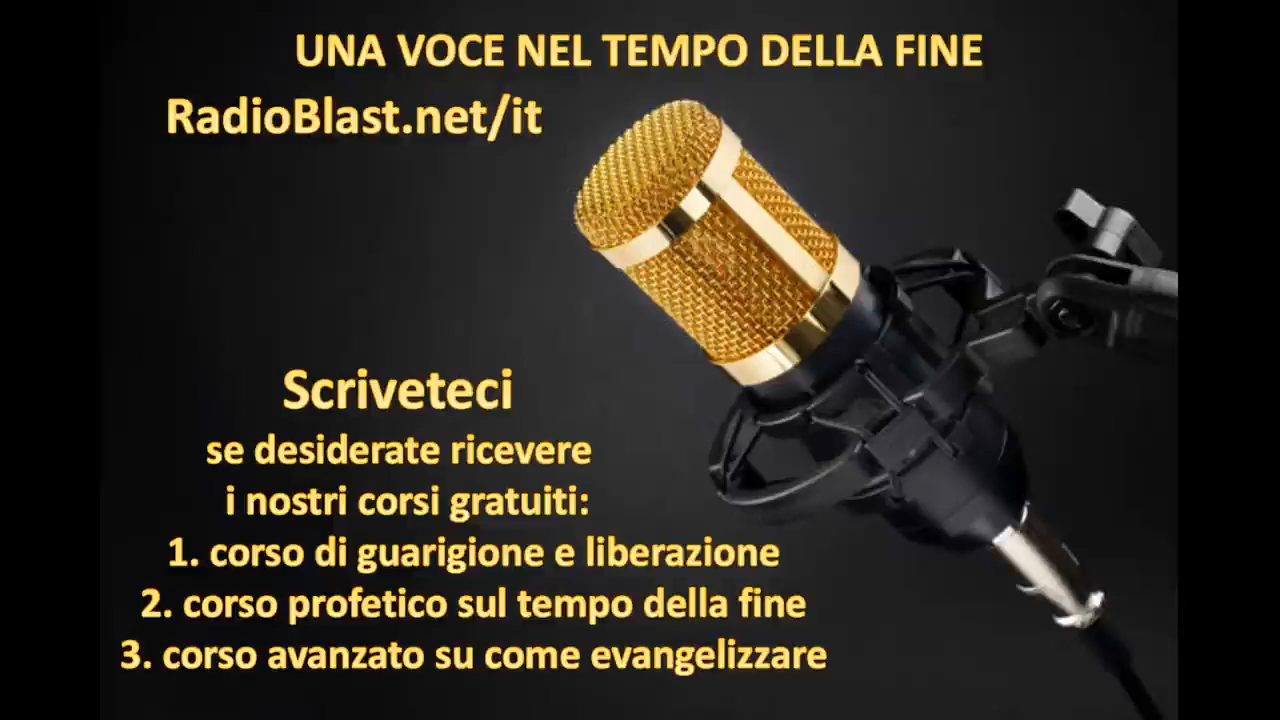 UNA VOCE NEL TEMPO DELLA FINE
RadioBlast.net/it
Scriveteci
se desiderate ricevere
i nostri corsi gratuiti:
1. corso di guarigione e liberazione
2. corso profetico sul tempo della fine
3. corso avanzato su come evangelizzare